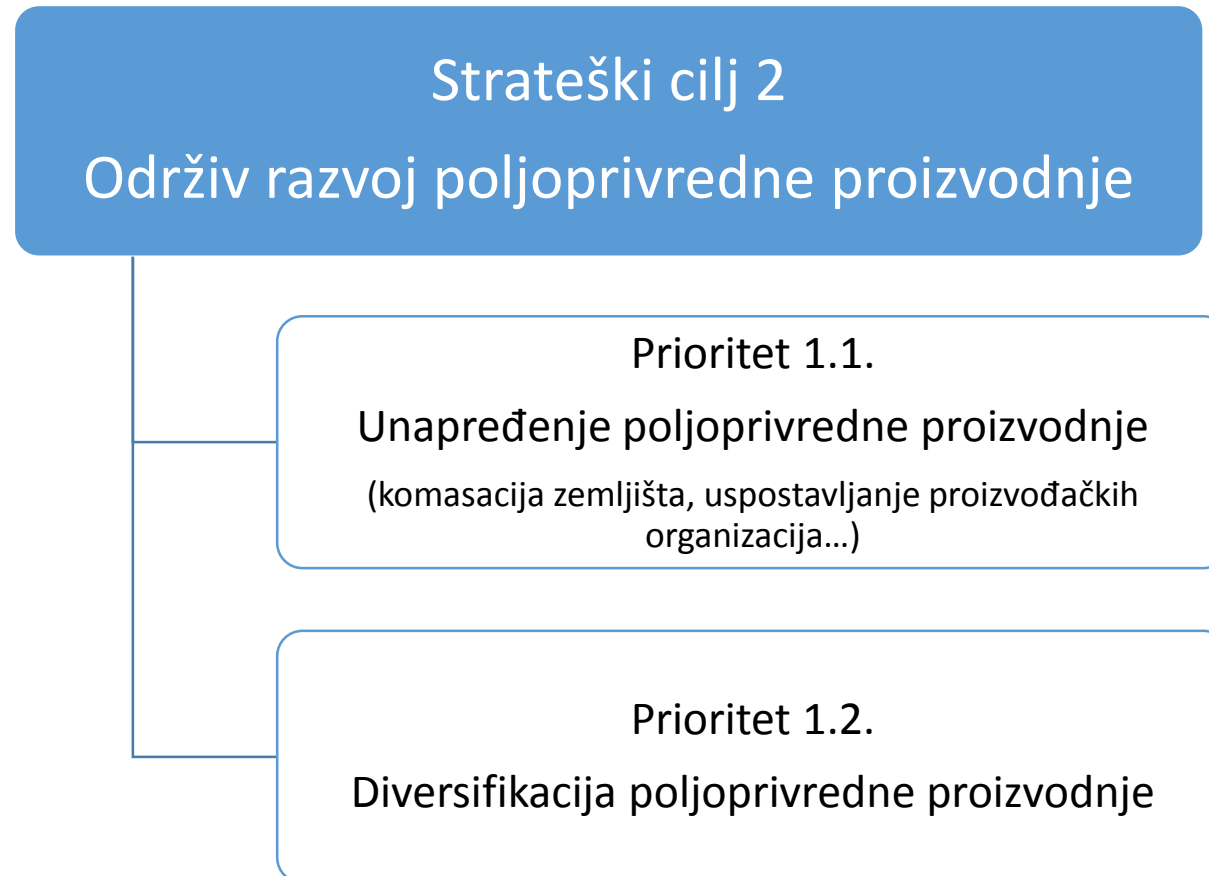 Strateški cilj 2
Održiv razvoj poljoprivredne proizvodnje
Prioritet 1.1.
Unapređenje poljoprivredne proizvodnje
(komasacija zemljišta, uspostavljanje proizvođačkih
organizacija…)
Prioritet 1.2.
Diversifikacija poljoprivredne proizvodnje